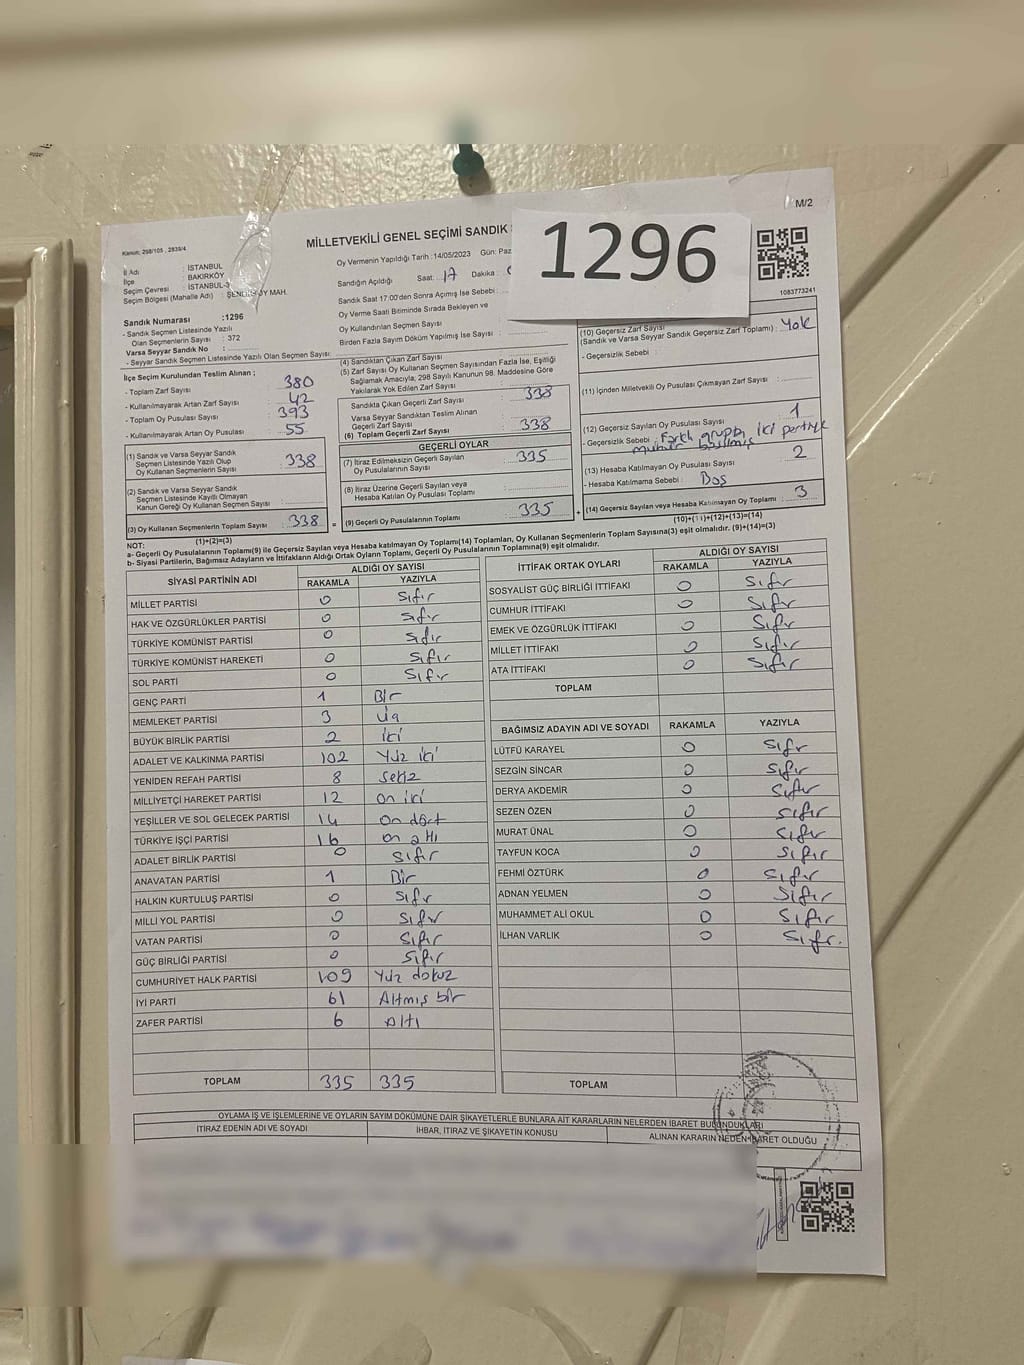 M/2
Kanun: 298/105 , 2839/4
MİLLETVEKİLİ GENEL SEÇİMİ SANDIK
1296
1083773241
İl Adı : İSTANBUL
İlçe : BAKIRKÖY
Seçim Çevresi : İSTANBUL-3
Seçim Bölgesi (Mahalle Adı) : MAH.
Oy Vermenin Yapıldığı Tarih : 14/05/2023 Gün: Paz
Sandığın Açıldığı Saat: 17 Dakika :
Sandık Saat 17:00'den Sonra Açımış İse Sebebi :
Oy Verme Saati Bitiminde Sırada Bekleyen ve
Oy Kullandırılan Seçmen Sayısı
Birden Fazla Sayım Döküm Yapılmış İse Sayısı :
Sandık Numarası :1296
- Sandık Seçmen Listesinde Yazılı
Olan Seçmenlerin Sayısı : 372
Varsa Seyyar Sandık No :
- Seyyar Sandık Seçmen Listesinde Yazılı Olan Seçmen Sayısı:
İlçe Seçim Kurulundan Teslim Alınan ;
- Toplam Zarf Sayısı : 380
- Kullanılmayarak Artan Zarf Sayısı : 42
- Toplam Oy Pusulası Sayısı : 393
- Kullanılmayarak Artan Oy Pusulası : 55
(1) Sandık ve Varsa Seyyar Sandık
Seçmen Listesinde Yazılı Olup
Oy Kullanan Seçmenlerin Sayısı : 338
(2) Sandık ve Varsa Seyyar Sandık
Seçmen Listesinde Kayıtlı Olmayan
Kanun Gereği Oy Kullanan Seçmen Sayısı :
(3) Oy Kullanan Seçmenlerin Toplam Sayısı : 338
(1)+(2)=(3)
(4) Sandıktan Çıkan Zarf Sayısı :
(5) Zarf Sayısı Oy Kullanan Seçmen Sayısından Fazla İse, Eşitliği
Sağlamak Amacıyla, 298 Sayılı Kanunun 98. Maddesine Göre
Yakılarak Yok Edilen Zarf Sayısı :
Sandıkta Çıkan Geçerli Zarf Sayısı : 338
Varsa Seyyar Sandıktan Teslim Alınan
Geçerli Zarf Sayısı :
(6) Toplam Geçerli Zarf Sayısı : 338
GEÇERLİ OYLAR
(7) İtiraz Edilmeksizin Geçerli Sayılan
Oy Pusulalarının Sayısı : 335
(8) İtiraz Üzerine Geçerli Sayılan veya
Hesaba Katılan Oy Pusulası Toplamı :
= (9) Geçerli Oy Pusulalarının Toplamı : 335
(10) Geçersiz Zarf Sayısı
(Sandık ve Varsa Seyyar Sandık Geçersiz Zarf Toplamı) : Yok
- Geçersizlik Sebebi :
(11) İçinden Milletvekili Oy Pusulası Çıkmayan Zarf Sayısı :
(12) Geçersiz Sayılan Oy Pusulası Sayısı : 1
- Geçersizlik Sebebi : Farklı iki partiye
mühür basılmış
(13) Hesaba Katılmayan Oy Pusulası Sayısı : 2
- Hesaba Katılmama Sebebi : Boş
+ (14) Geçersiz Sayılan veya Hesaba Katılmayan Oy Toplamı : 3
(10)+(11)+(12)+(13)=(14)
NOT:
a- Geçerli Oy Pusulalarının Toplamı(9) ile Geçersiz Sayılan veya Hesaba Katılmayan Oy Toplamı(14) Toplamları, Oy Kullanan Seçmenlerin Toplam Sayısına(3) eşit olmalıdır. (9)+(14)=(3)
b- Siyasi Partilerin, Bağımsız Adayların ve İttifakların Aldığı Ortak Oyların Toplamı, Geçerli Oy Pusulalarının Toplamına(9) eşit olmalıdır.
SİYASİ PARTİNİN ADI ALDIĞI OY SAYISI
RAKAMLA YAZIYLA
MİLLET PARTİSİ 0 Sıfır
HAK VE ÖZGÜRLÜKLER PARTİSİ 0 Sıfır
TÜRKİYE KOMÜNİST PARTİSİ 0 Sıfır
TÜRKİYE KOMÜNİST HAREKETİ 0 Sıfır
SOL PARTİ 0 Sıfır
GENÇ PARTİ 1 Bir
MEMLEKET PARTİSİ 3 Üç
BÜYÜK BİRLİK PARTİSİ 2 iki
ADALET VE KALKINMA PARTİSİ 102 Yüz iki
YENİDEN REFAH PARTİSİ 8 Sekiz
MİLLİYETÇİ HAREKET PARTİSİ 12 on iki
YEŞİLLER VE SOL GELECEK PARTİSİ 14 on dört
TÜRKİYE İŞÇİ PARTİSİ 16 on altı
ADALET BİRLİK PARTİSİ 0 Sıfır
ANAVATAN PARTİSİ 1 Bir
HALKIN KURTULUŞ PARTİSİ 0 Sıfır
MİLLİ YOL PARTİSİ 0 Sıfır
VATAN PARTİSİ 0 Sıfır
GÜÇ BİRLİĞİ PARTİSİ 0 Sıfır
CUMHURİYET HALK PARTİSİ 109 Yüz dokuz
İYİ PARTİ 61 Altmış bir
ZAFER PARTİSİ 6 Altı
TOPLAM 335 335
İTTİFAK ORTAK OYLARI ALDIĞI OY SAYISI
RAKAMLA YAZIYLA
SOSYALİST GÜÇ BİRLİĞİ İTTİFAKI 0 Sıfır
CUMHUR İTTİFAKI 0 Sıfır
EMEK VE ÖZGÜRLÜK İTTİFAKI 0 Sıfır
MİLLET İTTİFAKI 0 Sıfır
ATA İTTİFAKI 0 Sıfır
TOPLAM
BAĞIMSIZ ADAYIN ADI VE SOYADI RAKAMLA YAZIYLA
LÜTFÜ KARAYEL 0 Sıfır
SEZGİN SİNCAR 0 Sıfır
DERYA AKDEMİR 0 Sıfır
SEZEN ÖZEN 0 Sıfır
MURAT ÜNAL 0 Sıfır
TAYFUN KOCA 0 Sıfır
FEHMİ ÖZTÜRK 0 Sıfır
ADNAN YELMEN 0 Sıfır
MUHAMMET ALİ OKUL 0 Sıfır
İLHAN VARLIK 0 Sıfır.
TOPLAM
OYLAMA İŞ VE İŞLEMLERİNE VE OYLARIN SAYIM DÖKÜMÜNE DAİR ŞİKAYETLERLE BUNLARA AİT KARARLARIN NELERDEN İBARET BULUNDUKLARI
İTİRAZ EDENİN ADI VE SOYADI İHBAR, İTİRAZ VE ŞİKAYETİN KONUSU ALINAN KARARIN NEDEN İBARET OLDUĞU